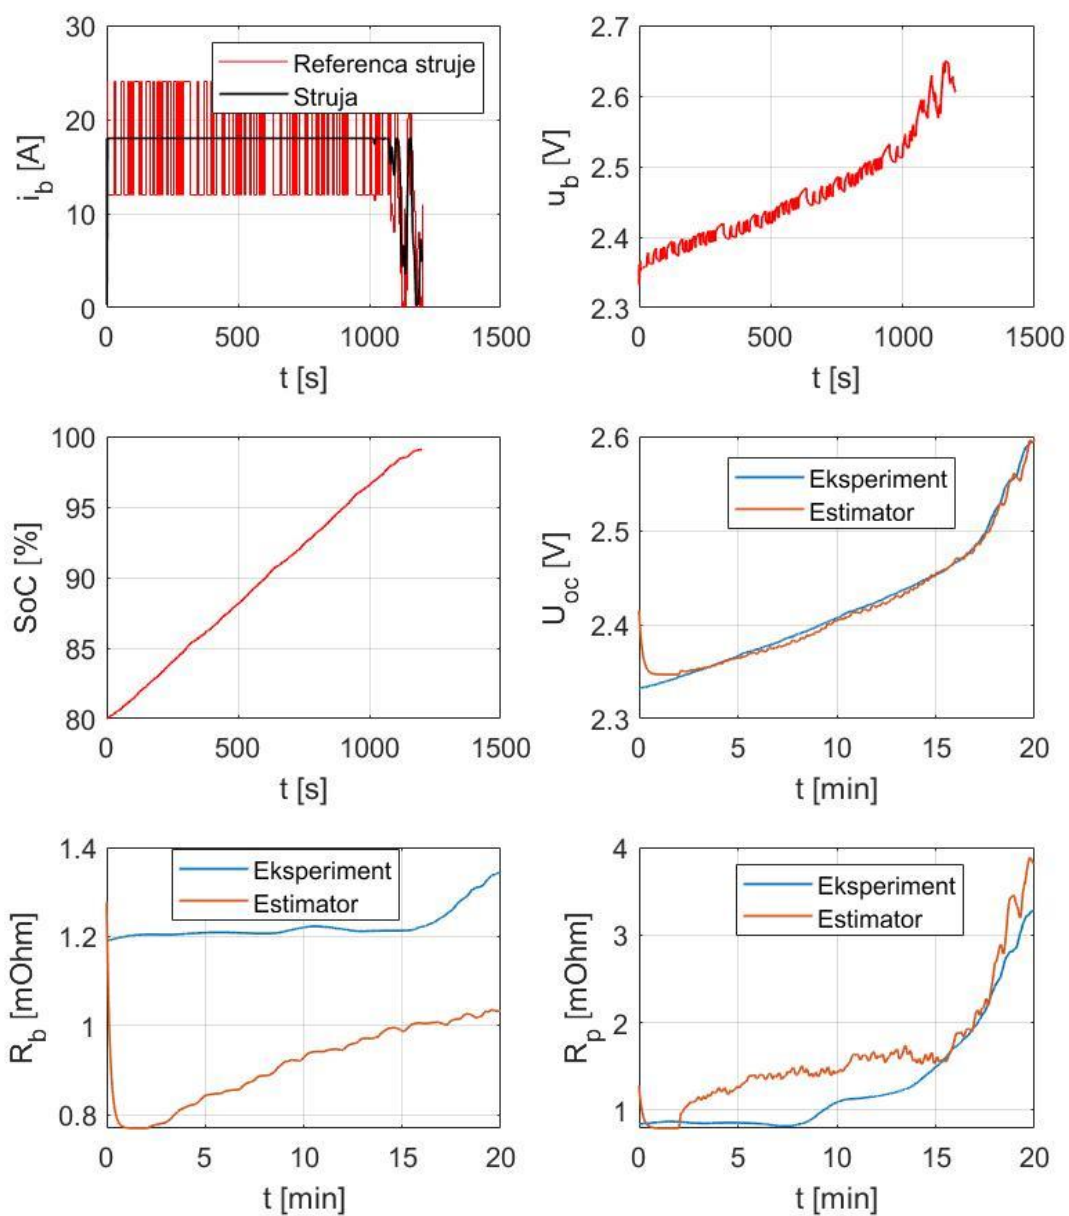 30
20
10
0
i_b [A]
Referenca struje
Struja
0 500 1000 1500
t [s]
2.7
2.6
2.5
2.4
2.3
u_b [V]
0 500 1000 1500
t [s]
100
95
90
85
80
SoC [%]
0 500 1000 1500
t [s]
2.6
2.5
2.4
2.3
U_oc [V]
Eksperiment
Estimator
0 5 10 15 20
t [min]
1.4
1.2
1
0.8
R_b [mOhm]
Eksperiment
Estimator
0 5 10 15 20
t [min]
4
3
2
1
R_p [mOhm]
Eksperiment
Estimator
0 5 10 15 20
t [min]